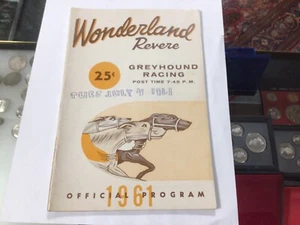 Wonderland
Revere
25¢
GREYHOUND
RACING
POST TIME 7:45 P. M.
1961
OFFICIAL PROGRAM